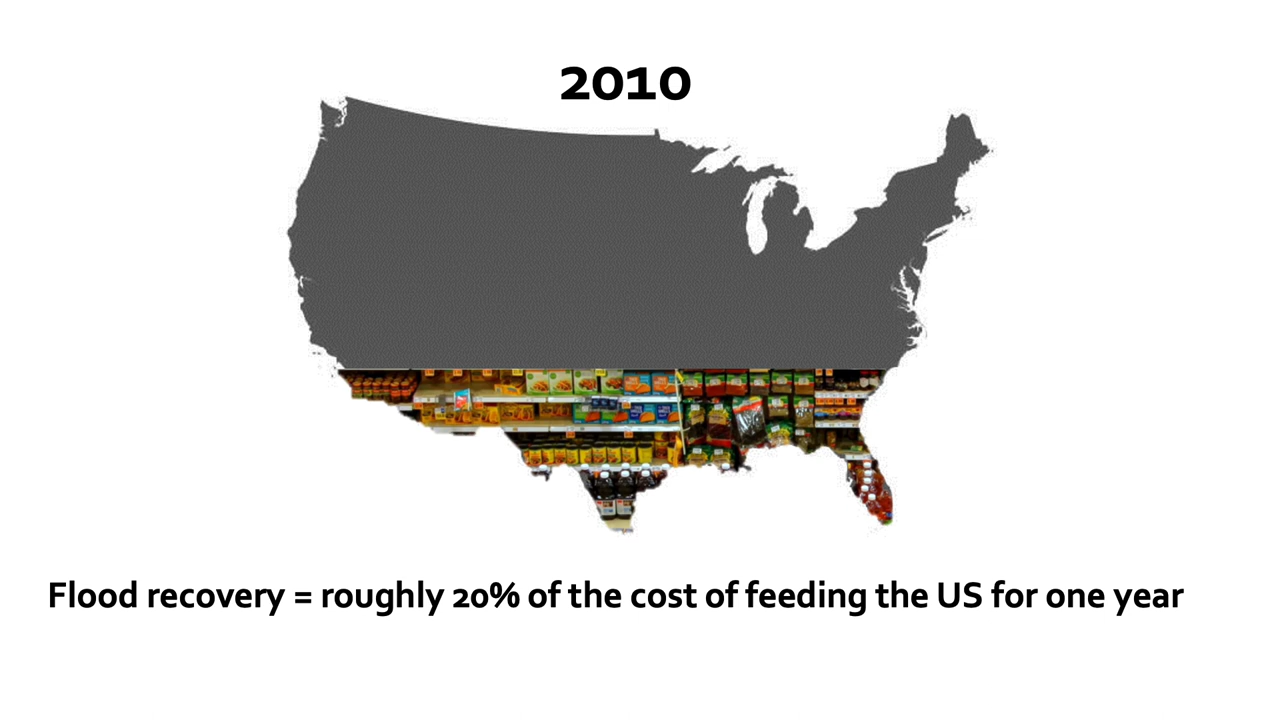 2010
Flood recovery = roughly 20% of the cost of feeding the US for one year